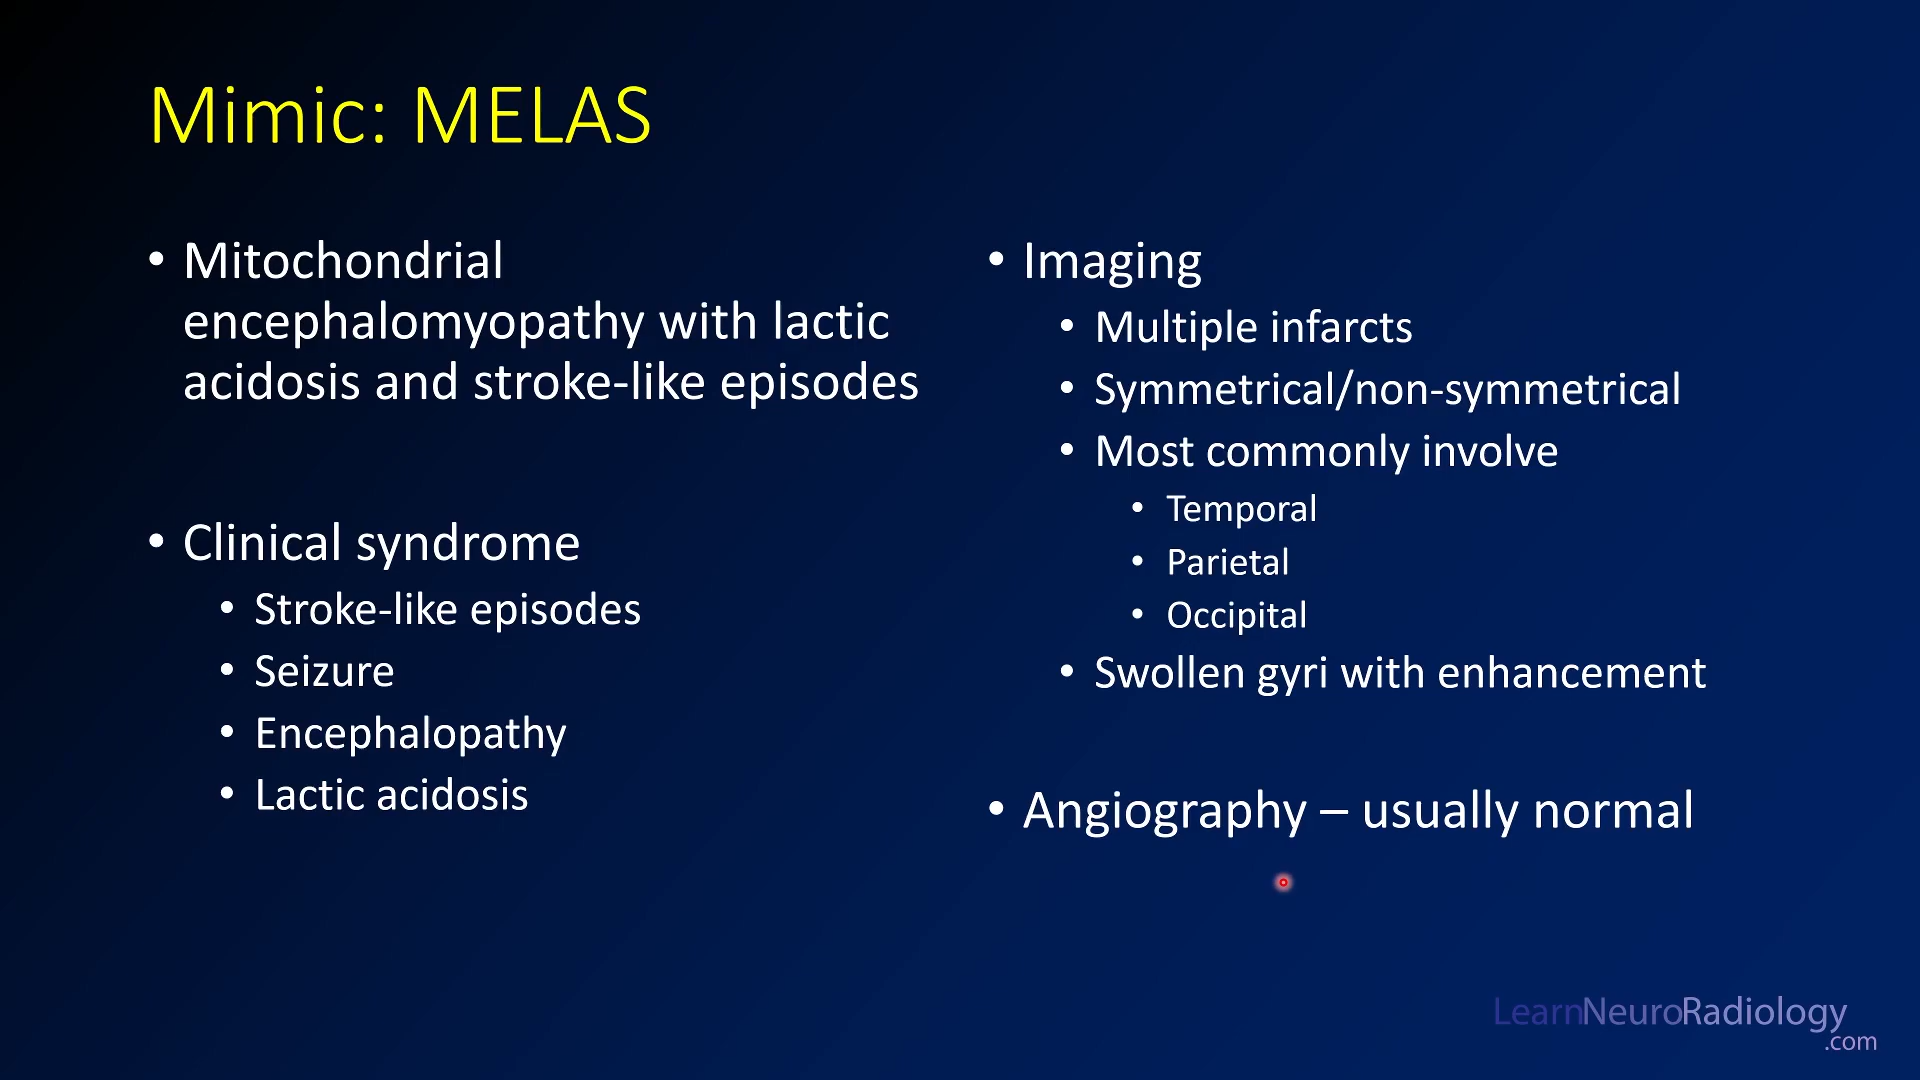 Mimic: MELAS
• Mitochondrial
encephalomyopathy with lactic
acidosis and stroke-like episodes
• Clinical syndrome
• Stroke-like episodes
• Seizure
• Encephalopathy
• Lactic acidosis
• Imaging
• Multiple infarcts
• Symmetrical/non-symmetrical
• Most commonly involve
• Temporal
• Parietal
• Occipital
• Swollen gyri with enhancement
• Angiography – usually normal
LearnNeuroRadiology
.com